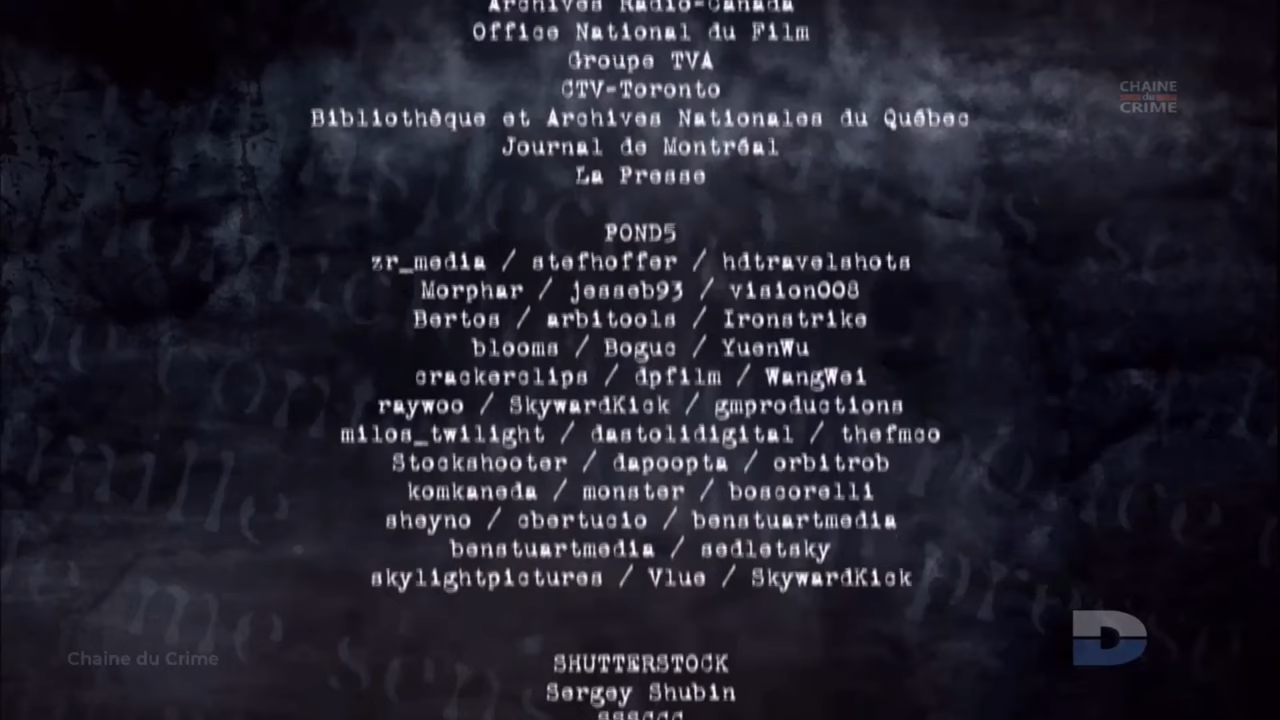 Archives Radio-Canada
Office National du Film
Groupe TVA
CTV-Toronto
CHAINE
du
CRIME
Bibliothèque et Archives Nationales du Québec
Journal de Montréal
La Presse
POND5
zr_media / stefhoffer / hdtravelshots
Morphar / jesseb93 / vision008
Bertos / arbitools / Ironstrike
blooms / Boguc / YuenWu
crackerclips / dpfilm / WangWei
raywoo / SkywardKick / gmproductions
milos_twilight / dastolidigital / thefmco
Stockshooter / dapoopta / orbitrob
komkaneda / monster / boscorelli
sheyno / cbertucio / benstuartmedia
benstuartmedia / sedletsky
skylightpictures / Vlue / SkywardKick
D
Chaine du Crime
SHUTTERSTOCK
Sergey Shubin